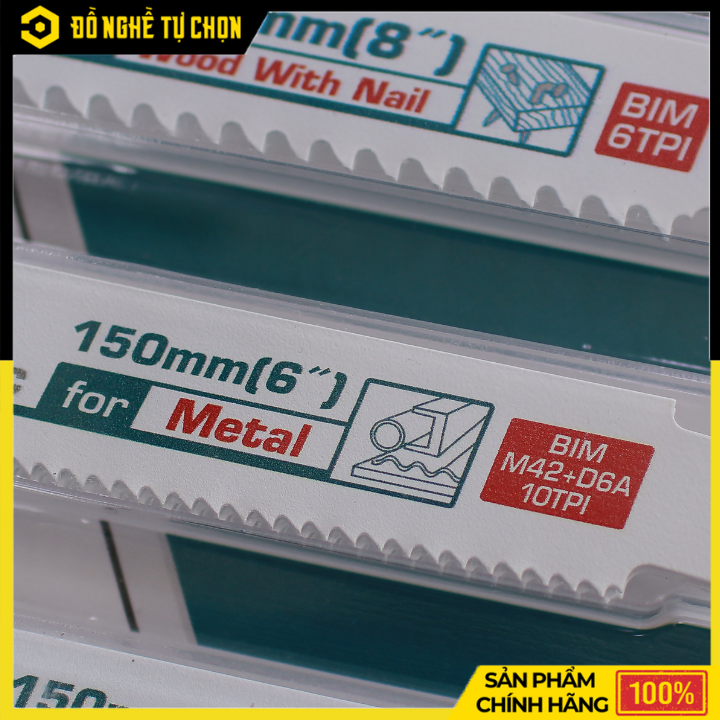 ĐỒ NGHỀ TỰ CHỌN
mm(8")
Wood With Nail
BIM
6TPI
150mm(6")
for Metal
BIM
M42+D6A
10TPI
150mm
SẢN PHẨM
CHÍNH HÃNG
100%